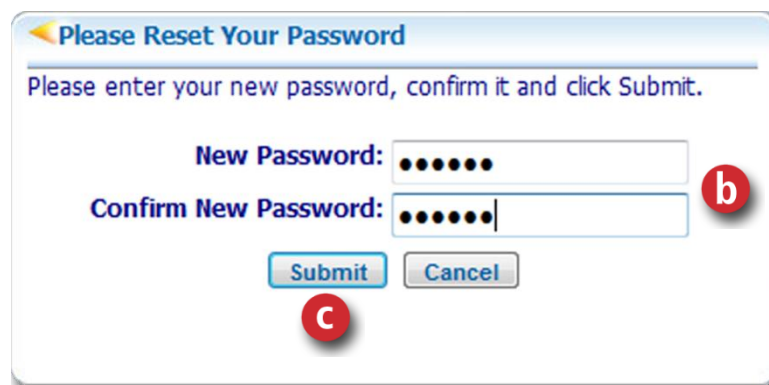 Please Reset Your Password
Please enter your new password, confirm it and click Submit.
New Password: ●●●●●●
b
Confirm New Password: ●●●●●●
Submit Cancel
c